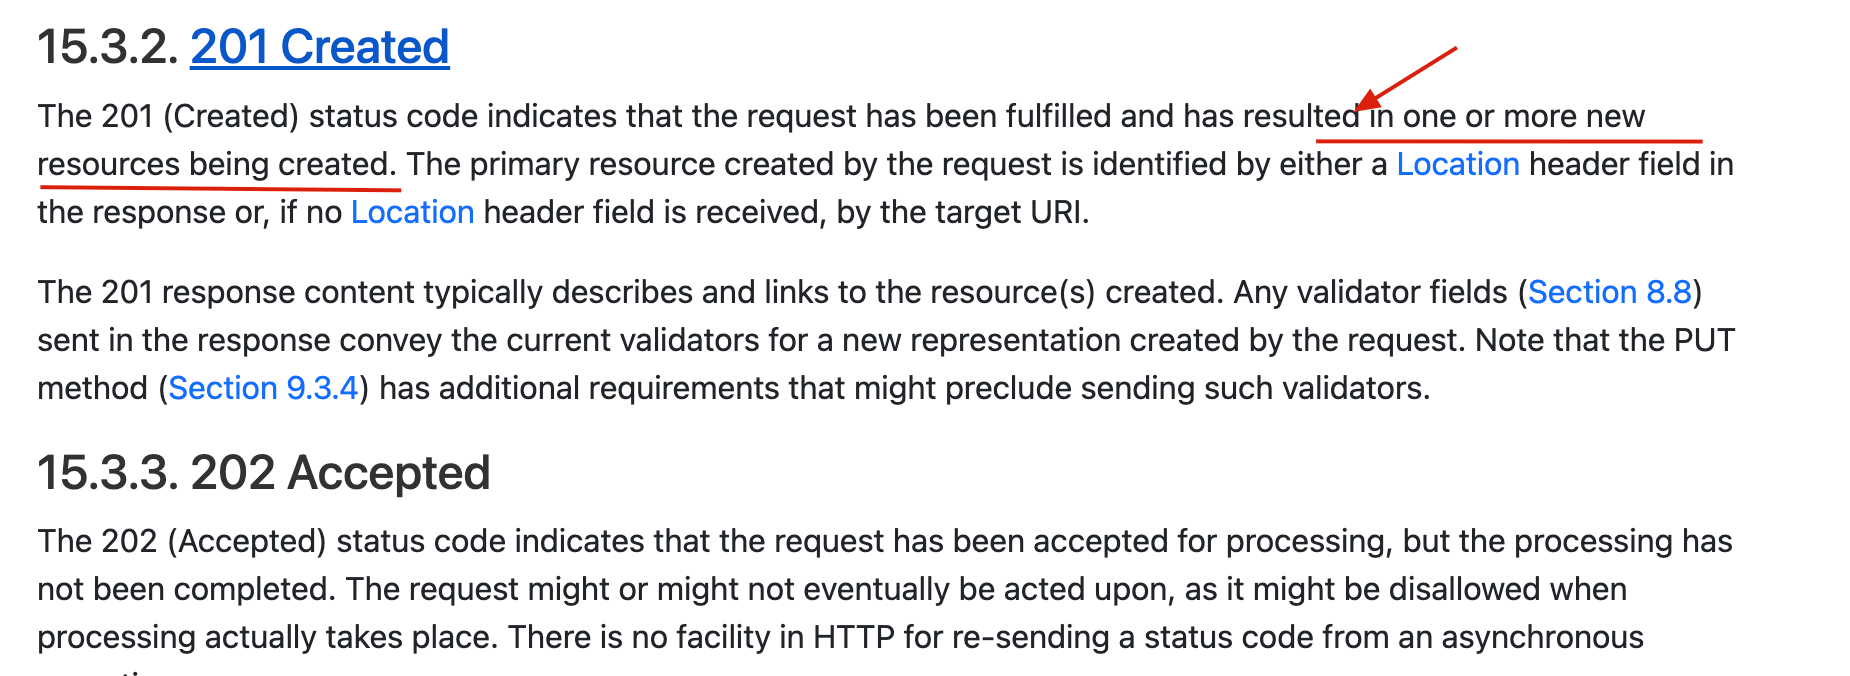 15.3.2. 201 Created
The 201 (Created) status code indicates that the request has been fulfilled and has resulted in one or more new
resources being created. The primary resource created by the request is identified by either a Location header field in
the response or, if no Location header field is received, by the target URI.
The 201 response content typically describes and links to the resource(s) created. Any validator fields (Section 8.8)
sent in the response convey the current validators for a new representation created by the request. Note that the PUT
method (Section 9.3.4) has additional requirements that might preclude sending such validators.
15.3.3. 202 Accepted
The 202 (Accepted) status code indicates that the request has been accepted for processing, but the processing has
not been completed. The request might or might not eventually be acted upon, as it might be disallowed when
processing actually takes place. There is no facility in HTTP for re-sending a status code from an asynchronous